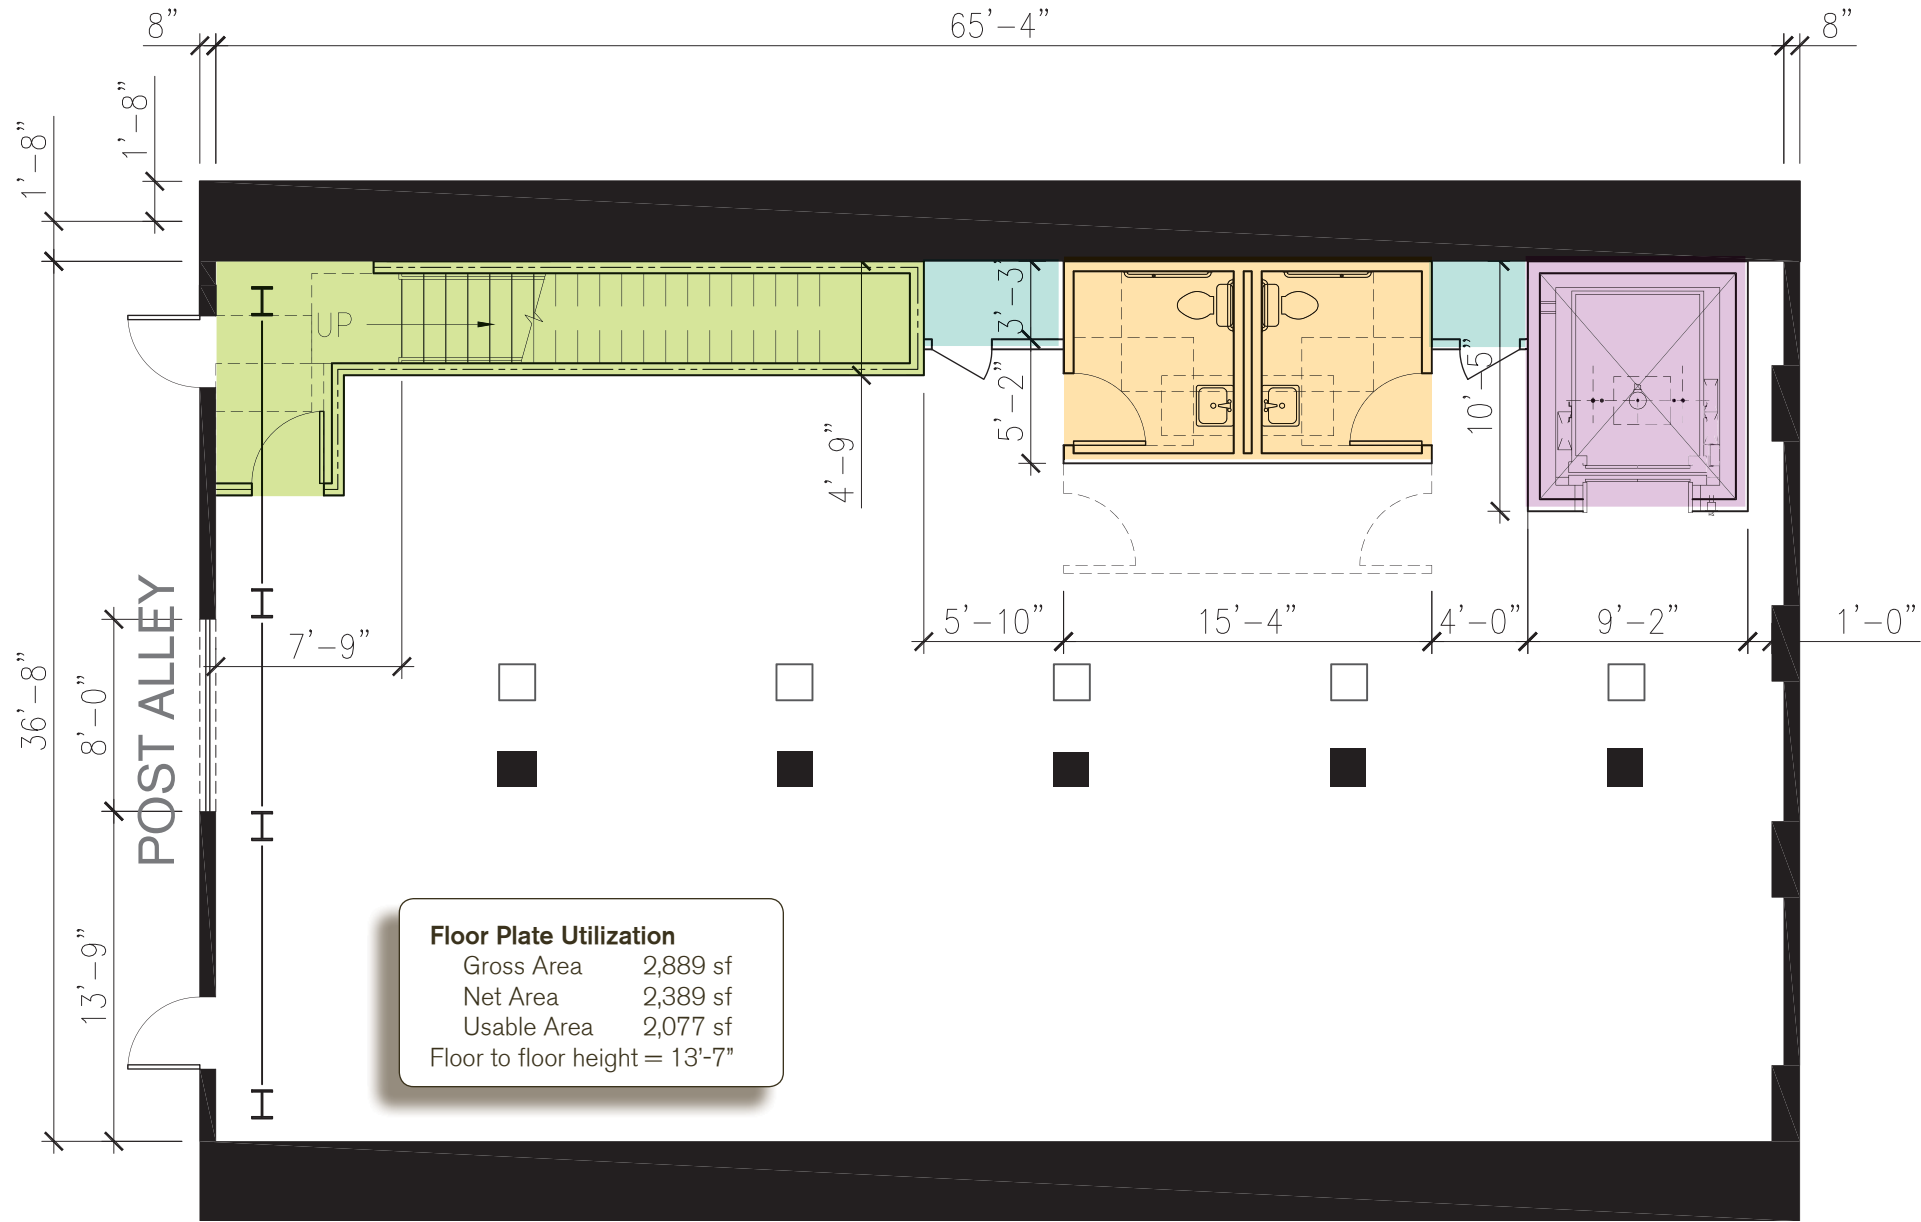 8”
65’–4”
8”
1’–8”
1’–8”
UP
3’–3”
5’–2”
10’–5”
4’–9”
5’–10”
15’–4”
4’–0”
9’–2”
1’–0”
7’–9”
36’–8”
8’–0”
POST ALLEY
13’–9”
Floor Plate Utilization
Gross Area 2,889 sf
Net Area 2,389 sf
Usable Area 2,077 sf
Floor to floor height = 13’-7”